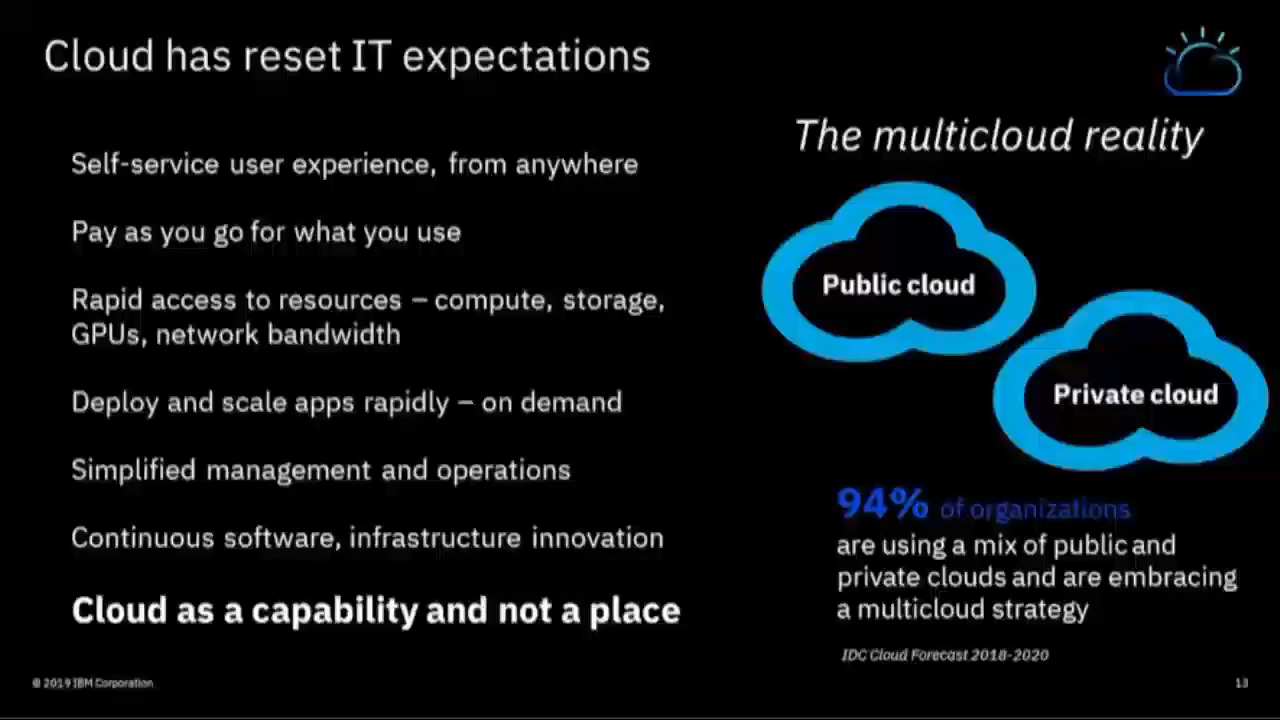 Cloud has reset IT expectations
Self-service user experience, from anywhere
Pay as you go for what you use
Rapid access to resources – compute, storage,
GPUs, network bandwidth
Deploy and scale apps rapidly – on demand
Simplified management and operations
Continuous software, infrastructure innovation
Cloud as a capability and not a place
The multicloud reality
Public cloud
Private cloud
94% of organizations
are using a mix of public and
private clouds and are embracing
a multicloud strategy
IDC Cloud Forecast 2018-2020
© 2019 IBM Corporation
13